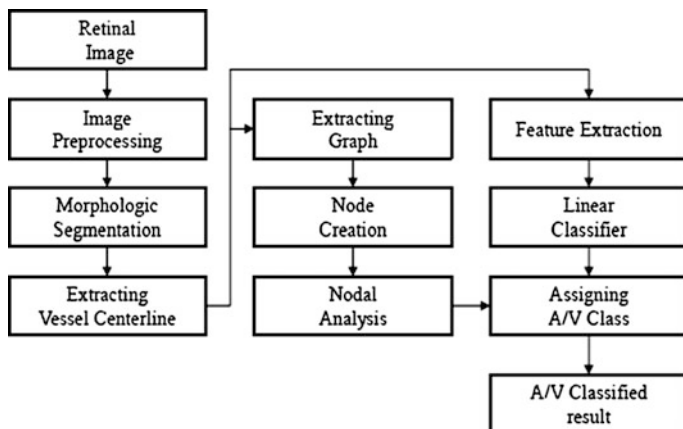 Retinal
Image
Image
Preprocessing
Morphologic
Segmentation
Extracting
Vessel Centerline
Extracting
Graph
Node
Creation
Nodal
Analysis
Feature Extraction
Linear
Classifier
Assigning
A/V Class
A/V Classified
result